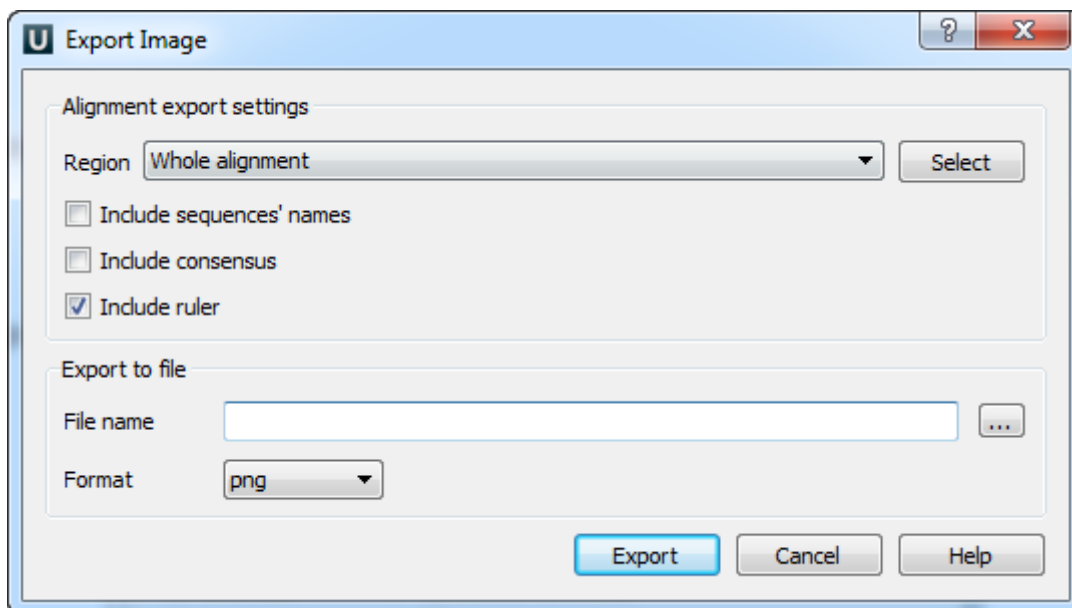 U Export Image
Alignment export settings
Region Whole alignment Select
Include sequences' names
Include consensus
Include ruler
Export to file
File name ...
Format png
Export Cancel Help